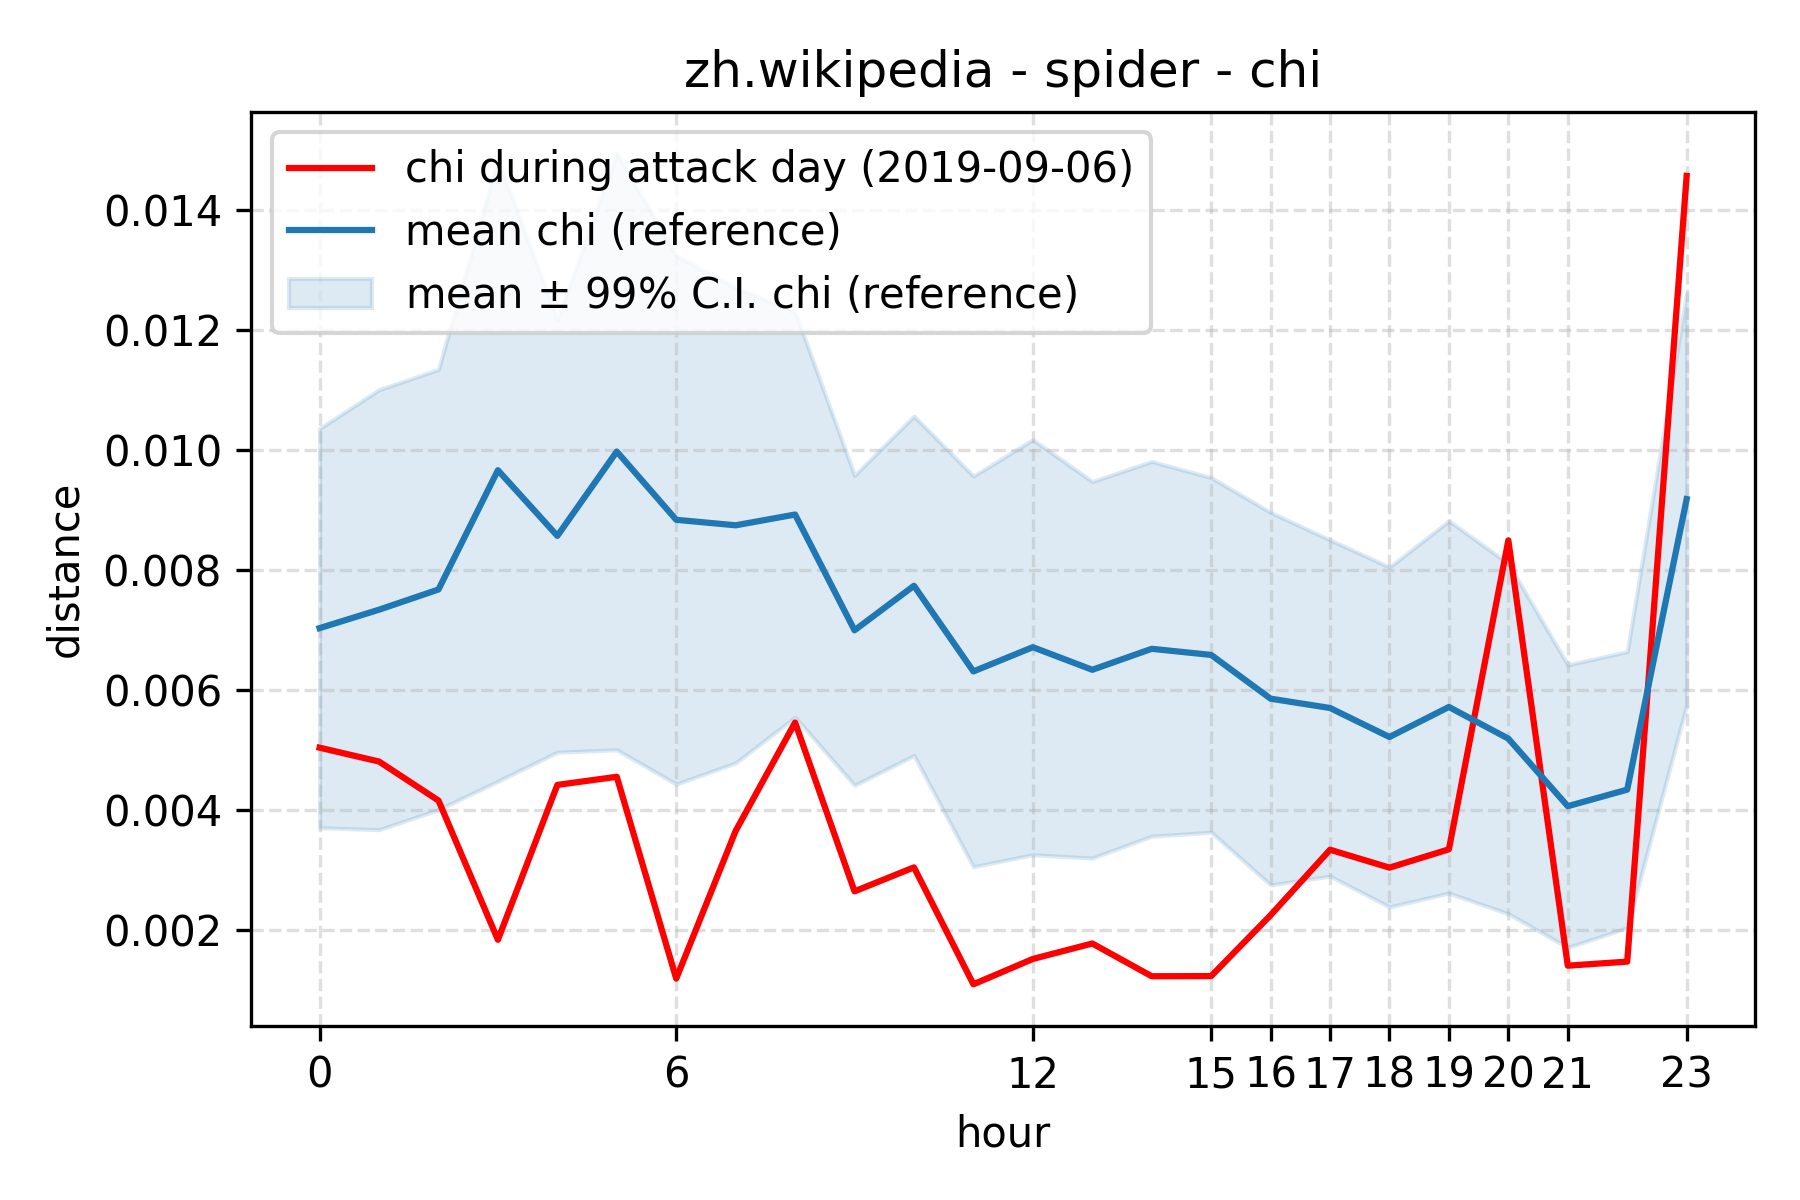 zh.wikipedia - spider - chi
chi during attack day (2019-09-06)
mean chi (reference)
mean ± 99% C.I. chi (reference)
0.014
0.012
0.010
0.008
0.006
0.004
0.002
distance
0 6 12 15 16 17 18 19 20 21 23
hour